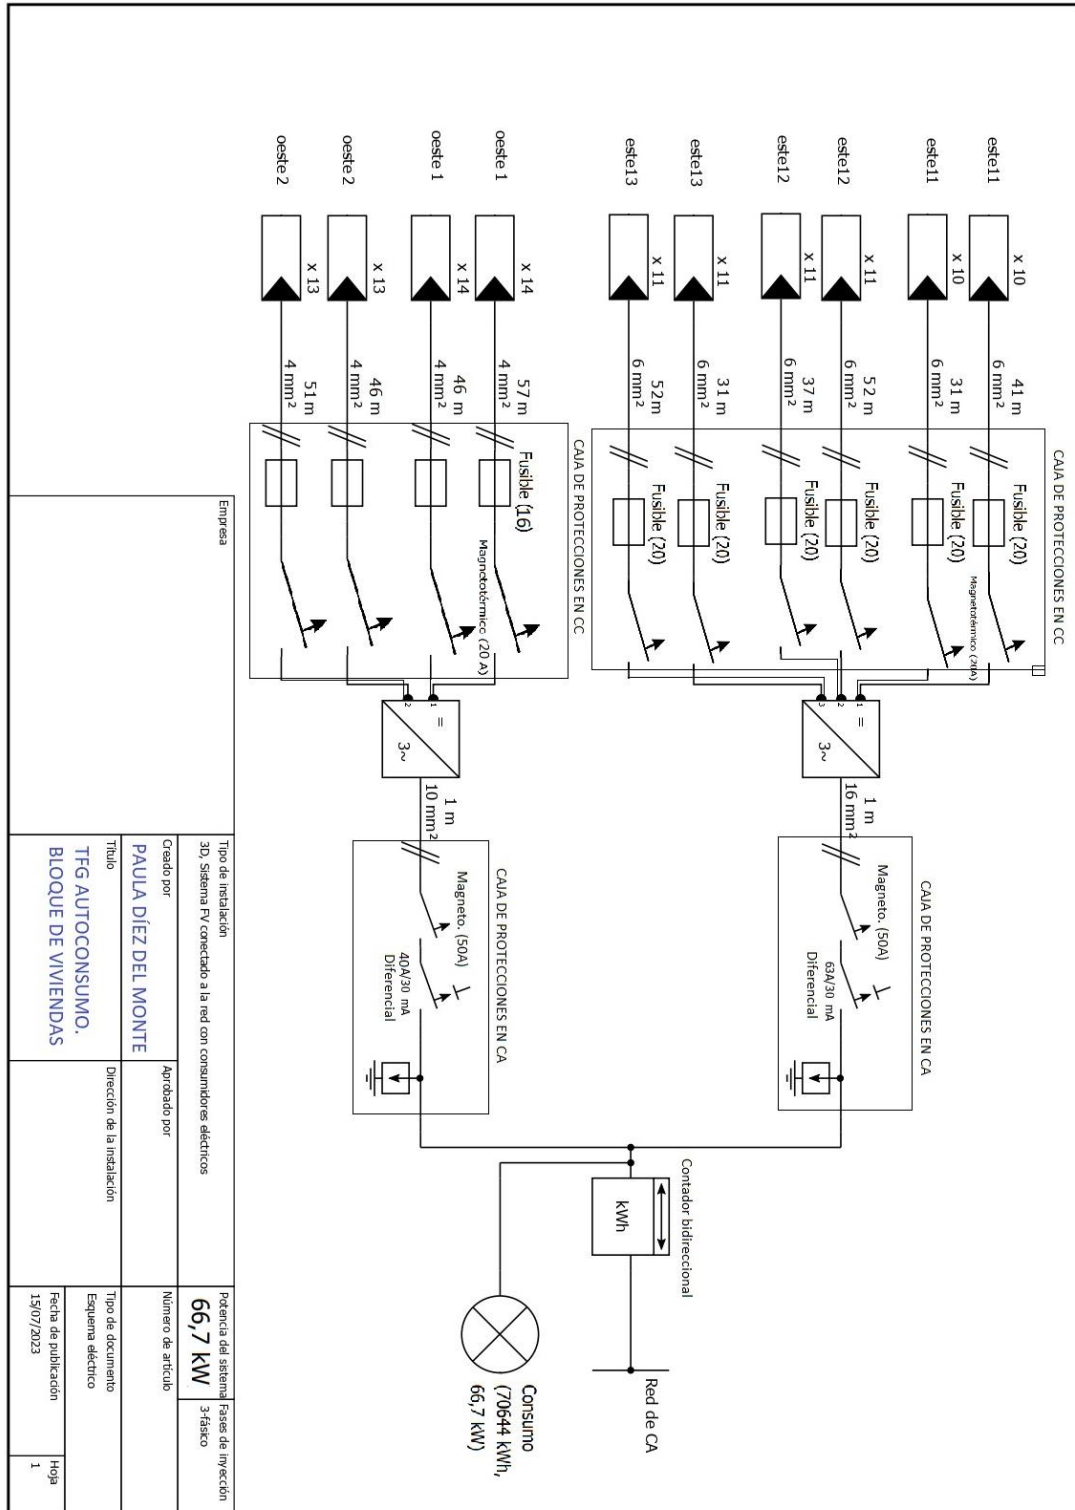 este11
x 10
41 m
6 mm²
este11
x 10
31 m
6 mm²
este12
x 11
52 m
6 mm²
este12
x 11
37 m
6 mm²
este13
x 11
31 m
6 mm²
este13
x 11
52 m
6 mm²
oeste 1
x 14
57 m
4 mm²
oeste 1
x 14
46 m
4 mm²
oeste 2
x 13
46 m
4 mm²
oeste 2
x 13
51 m
4 mm²
CAJA DE PROTECCIONES EN CC
Fusible (20)
Fusible (20)
Fusible (20)
Fusible (20)
Fusible (20)
Fusible (20)
Magnetotérmico (20A)
CAJA DE PROTECCIONES EN CC
Fusible (16)
Magnetotérmico (20 A)
1
2
3
=
3~
1
2
=
3~
1 m
16 mm²
1 m
10 mm²
CAJA DE PROTECCIONES EN CA
Magneto. (50A)
63A/30 mA
Diferencial
CAJA DE PROTECCIONES EN CA
Magneto. (50A)
40A/30 mA
Diferencial
Contador bidireccional
kWh
Red de CA
Consumo
(70644 kWh,
66,7 kW)
Empresa
Tipo de instalación
3D, Sistema FV conectado a la red con consumidores eléctricos
Potencia del sistema
66,7 kW
Fases de inyección
3-fásico
Creado por
PAULA DÍEZ DEL MONTE
Aprobado por
Número de artículo
Título
TFG AUTOCONSUMO.
BLOQUE DE VIVIENDAS
Dirección de la instalación
Tipo de documento
Esquema eléctrico
Fecha de publicación
15/07/2023
Hoja
1